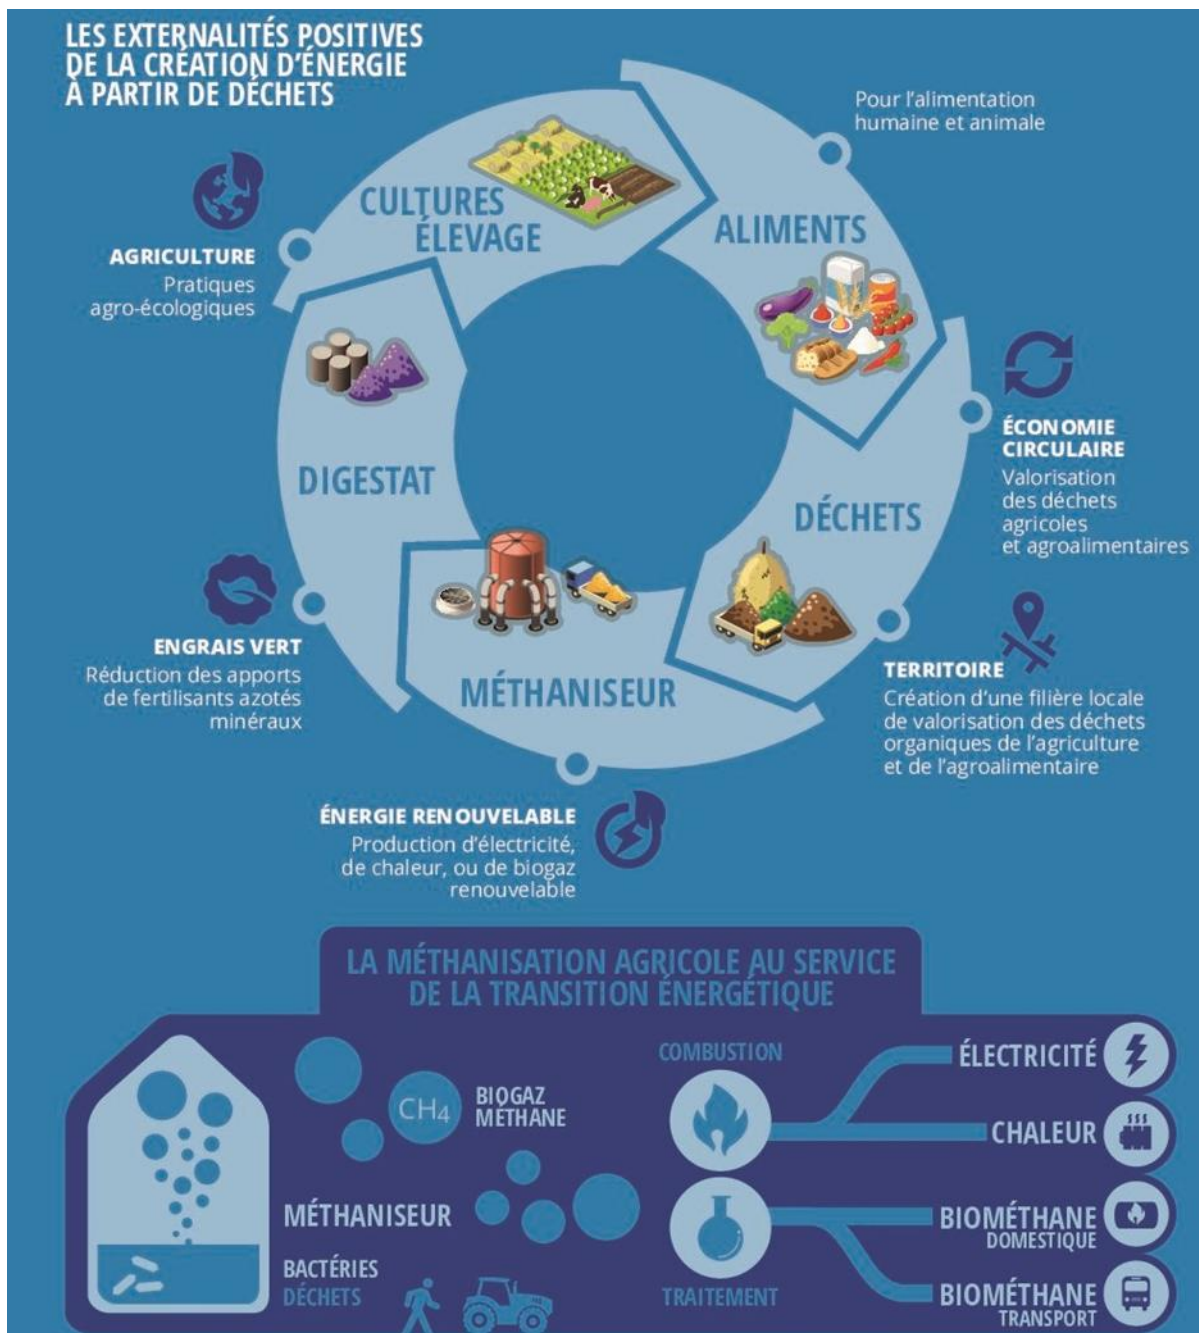 LES EXTERNALITÉS POSITIVES
DE LA CRÉATION D'ÉNERGIE
À PARTIR DE DÉCHETS
Pour l'alimentation
humaine et animale
CULTURES
ÉLEVAGE
ALIMENTS
AGRICULTURE
Pratiques
agro-écologiques
ÉCONOMIE
CIRCULAIRE
Valorisation
des déchets
agricoles
et agroalimentaires
DIGESTAT
DÉCHETS
ENGRAIS VERT
Réduction des apports
de fertilisants azotés
minéraux
MÉTHANISEUR
TERRITOIRE
Création d'une filière locale
de valorisation des déchets
organiques de l'agriculture
et de l'agroalimentaire
ÉNERGIE RENOUVELABLE
Production d'électricité,
de chaleur, ou de biogaz
renouvelable
LA MÉTHANISATION AGRICOLE AU SERVICE
DE LA TRANSITION ÉNERGÉTIQUE
CH4
BIOGAZ
MÉTHANE
MÉTHANISEUR
BACTÉRIES
DÉCHETS
COMBUSTION
TRAITEMENT
ÉLECTRICITÉ
CHALEUR
BIOMÉTHANE
DOMESTIQUE
BIOMÉTHANE
TRANSPORT